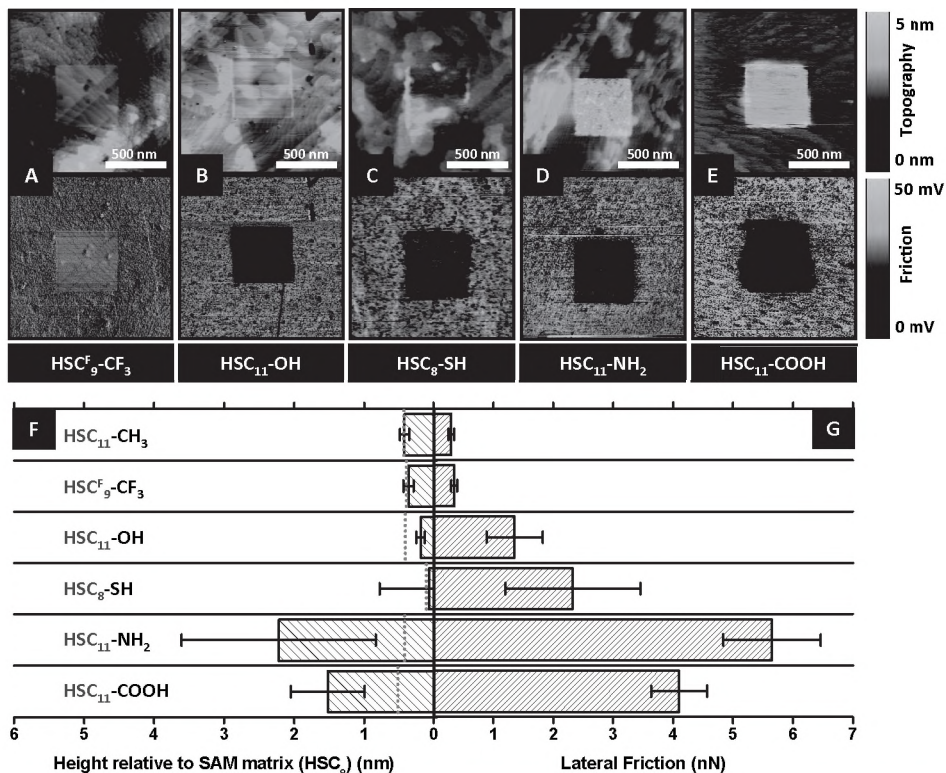 500 nm 500 nm 500 nm 500 nm 500 nm
A B C D E
5 nm
Topography
0 nm
50 mV
Friction
0 mV
HSCᶠ₉-CF₃ HSC₁₁-OH HSC₈-SH HSC₁₁-NH₂ HSC₁₁-COOH
F G
HSC₁₁-CH₃
HSCᶠ₉-CF₃
HSC₁₁-OH
HSC₈-SH
HSC₁₁-NH₂
HSC₁₁-COOH
6 5 4 3 2 1 0 1 2 3 4 5 6 7
Height relative to SAM matrix (HSC₉) (nm) Lateral Friction (nN)